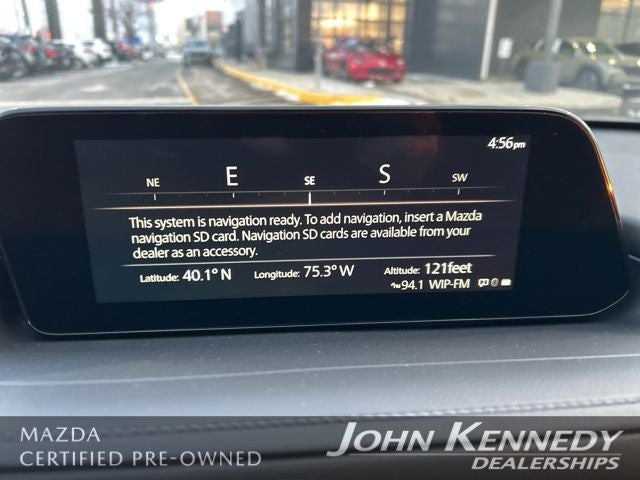 4:56pm
NE E SE S SW
This system is navigation ready. To add navigation, insert a Mazda
navigation SD card. Navigation SD cards are available from your
dealer as an accessory.
Latitude: 40.1° N Longitude: 75.3° W Altitude: 121feet
94.1 WIP-FM
MAZDA
CERTIFIED PRE-OWNED
JOHN KENNEDY
DEALERSHIPS